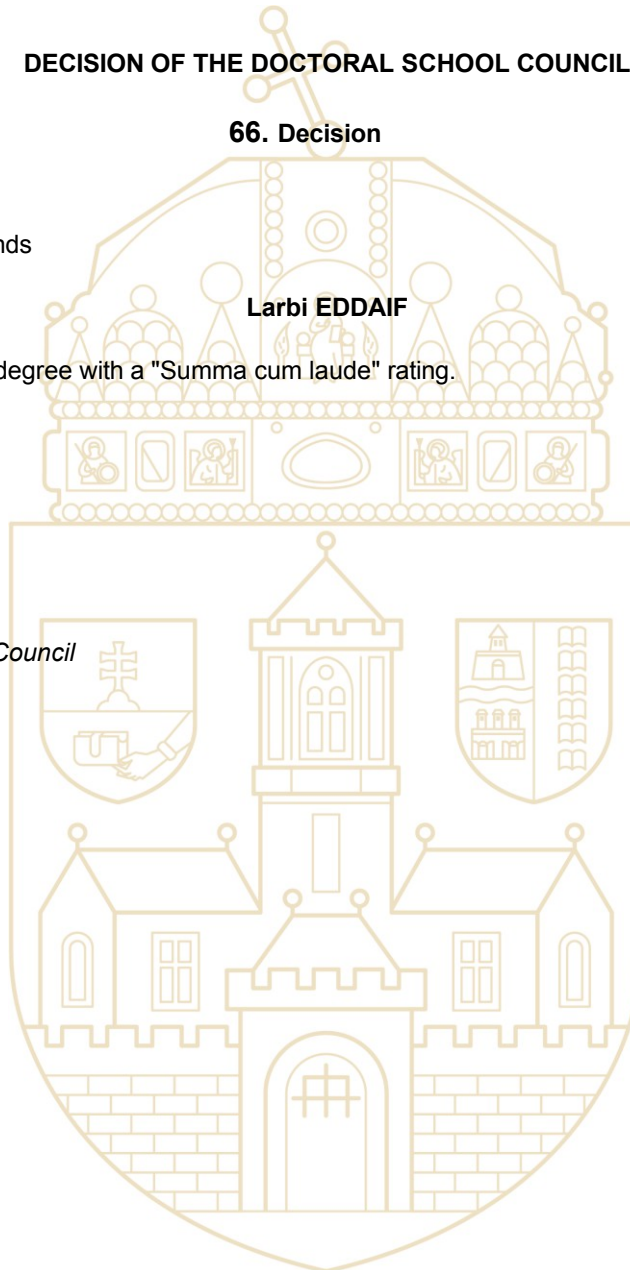 DECISION OF THE DOCTORAL SCHOOL COUNCIL
66. Decision
nds
Larbi EDDAIF
degree with a "Summa cum laude" rating.
Council